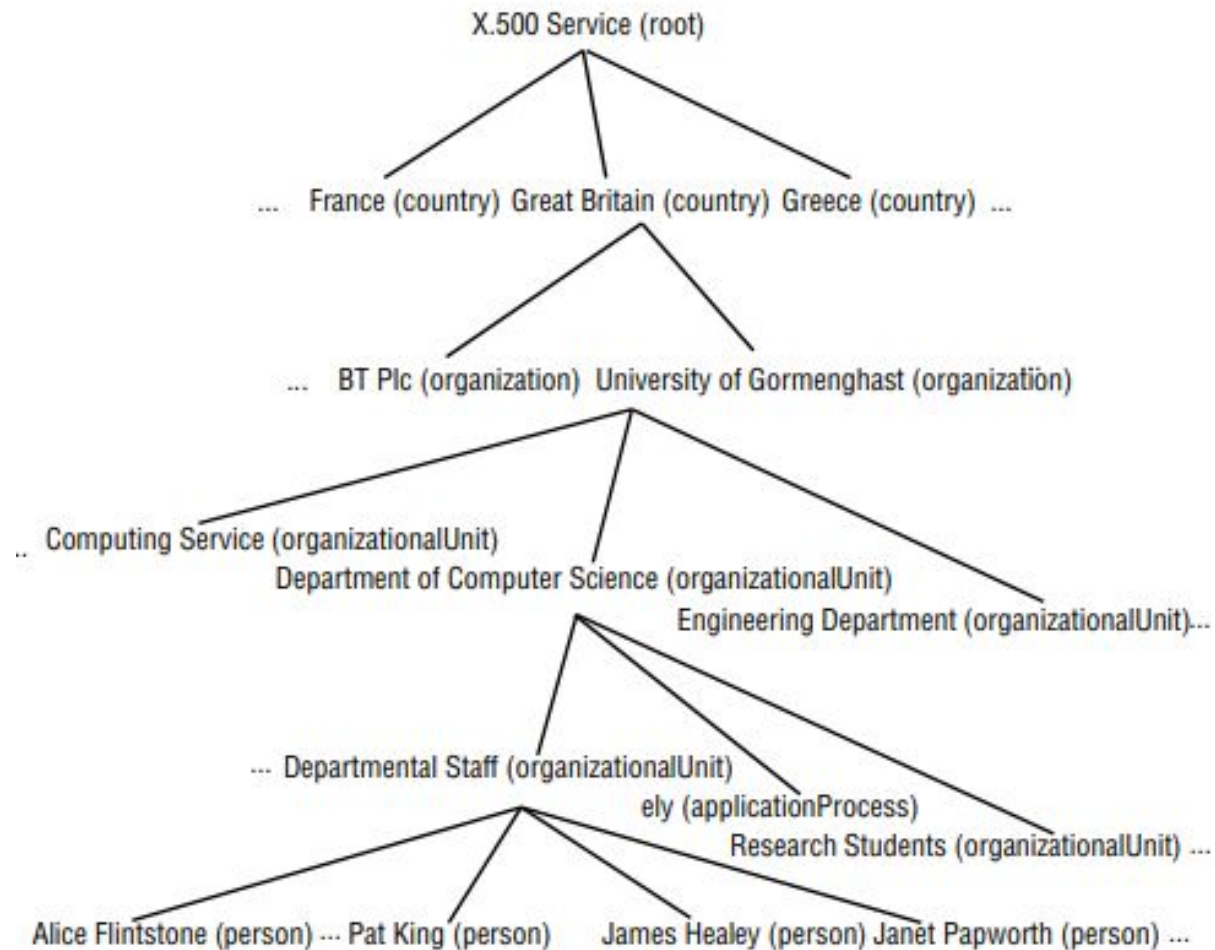 X.500 Service (root)
... France (country) Great Britain (country) Greece (country) ...
... BT Plc (organization) University of Gormenghast (organization)
.. Computing Service (organizationalUnit)
Department of Computer Science (organizationalUnit)
Engineering Department (organizationalUnit)...
... Departmental Staff (organizationalUnit)
ely (applicationProcess)
Research Students (organizationalUnit) ...
Alice Flintstone (person) ... Pat King (person) James Healey (person) Janet Papworth (person) ...